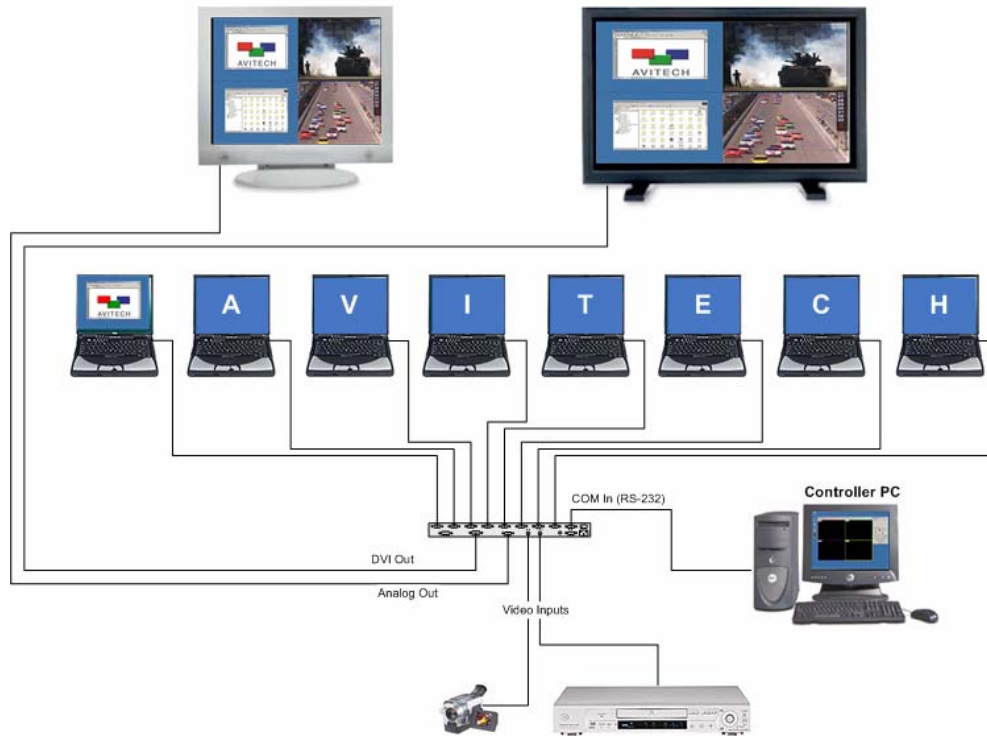 AVITECH
AVITECH
AVITECH
A
V
I
T
E
C
H
COM In (RS-232)
Controller PC
DVI Out
Analog Out
Video Inputs